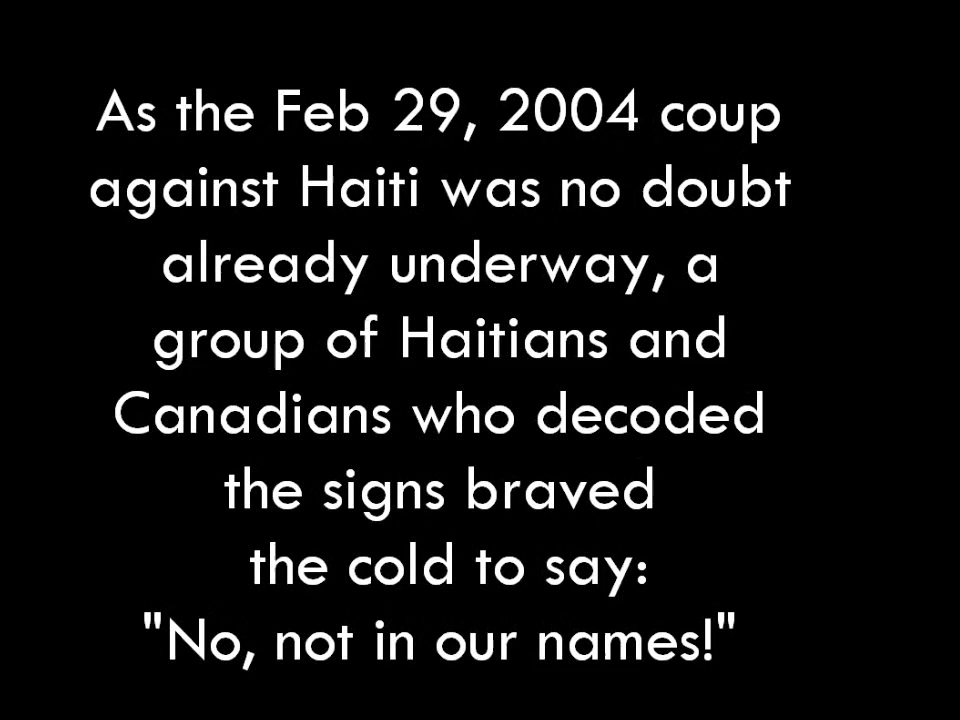 As the Feb 29, 2004 coup
against Haiti was no doubt
already underway, a
group of Haitians and
Canadians who decoded
the signs braved
the cold to say:
"No, not in our names!"